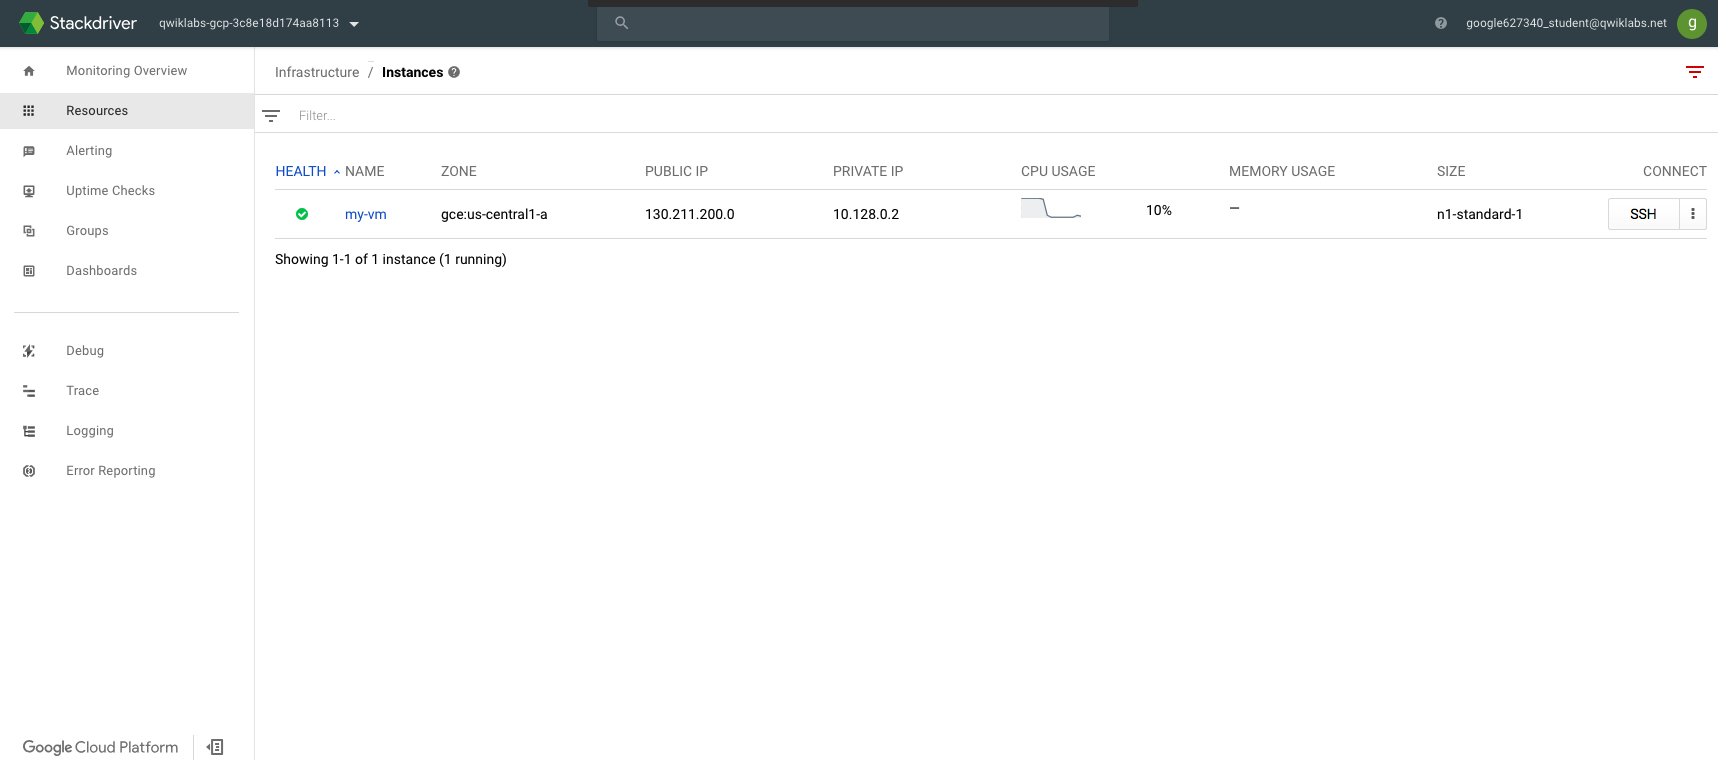 Stackdriver qwiklabs-gcp-3c8e18d174aa8113 google627340_student@qwiklabs.net g
Monitoring Overview
Resources
Alerting
Uptime Checks
Groups
Dashboards
Debug
Trace
Logging
Error Reporting
Google Cloud Platform
Infrastructure / Instances
Filter...
HEALTH NAME ZONE PUBLIC IP PRIVATE IP CPU USAGE MEMORY USAGE SIZE CONNECT
my-vm gce:us-central1-a 130.211.200.0 10.128.0.2 10% – n1-standard-1 SSH
Showing 1-1 of 1 instance (1 running)